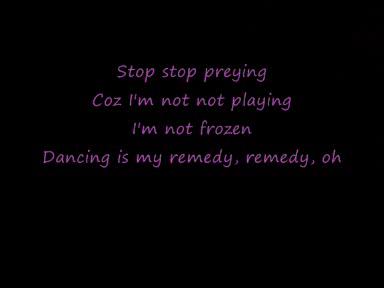 Stop stop preying
Coz I'm not not playing
I'm not frozen
Dancing is my remedy, remedy, oh